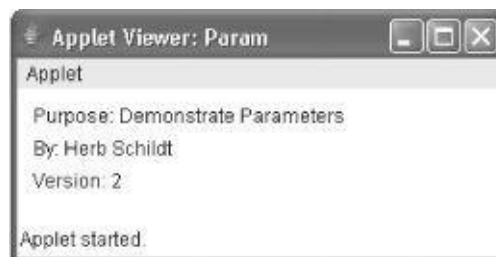 Applet Viewer: Param
Applet
Purpose: Demonstrate Parameters
By: Herb Schildt
Version: 2
Applet started.